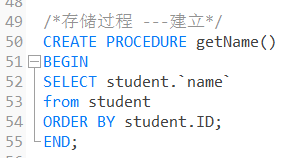 48
49 /*存储过程 ---建立*/
50 CREATE PROCEDURE getName()
51 BEGIN
52 SELECT student.`name`
53 from student
54 ORDER BY student.ID;
55 END;